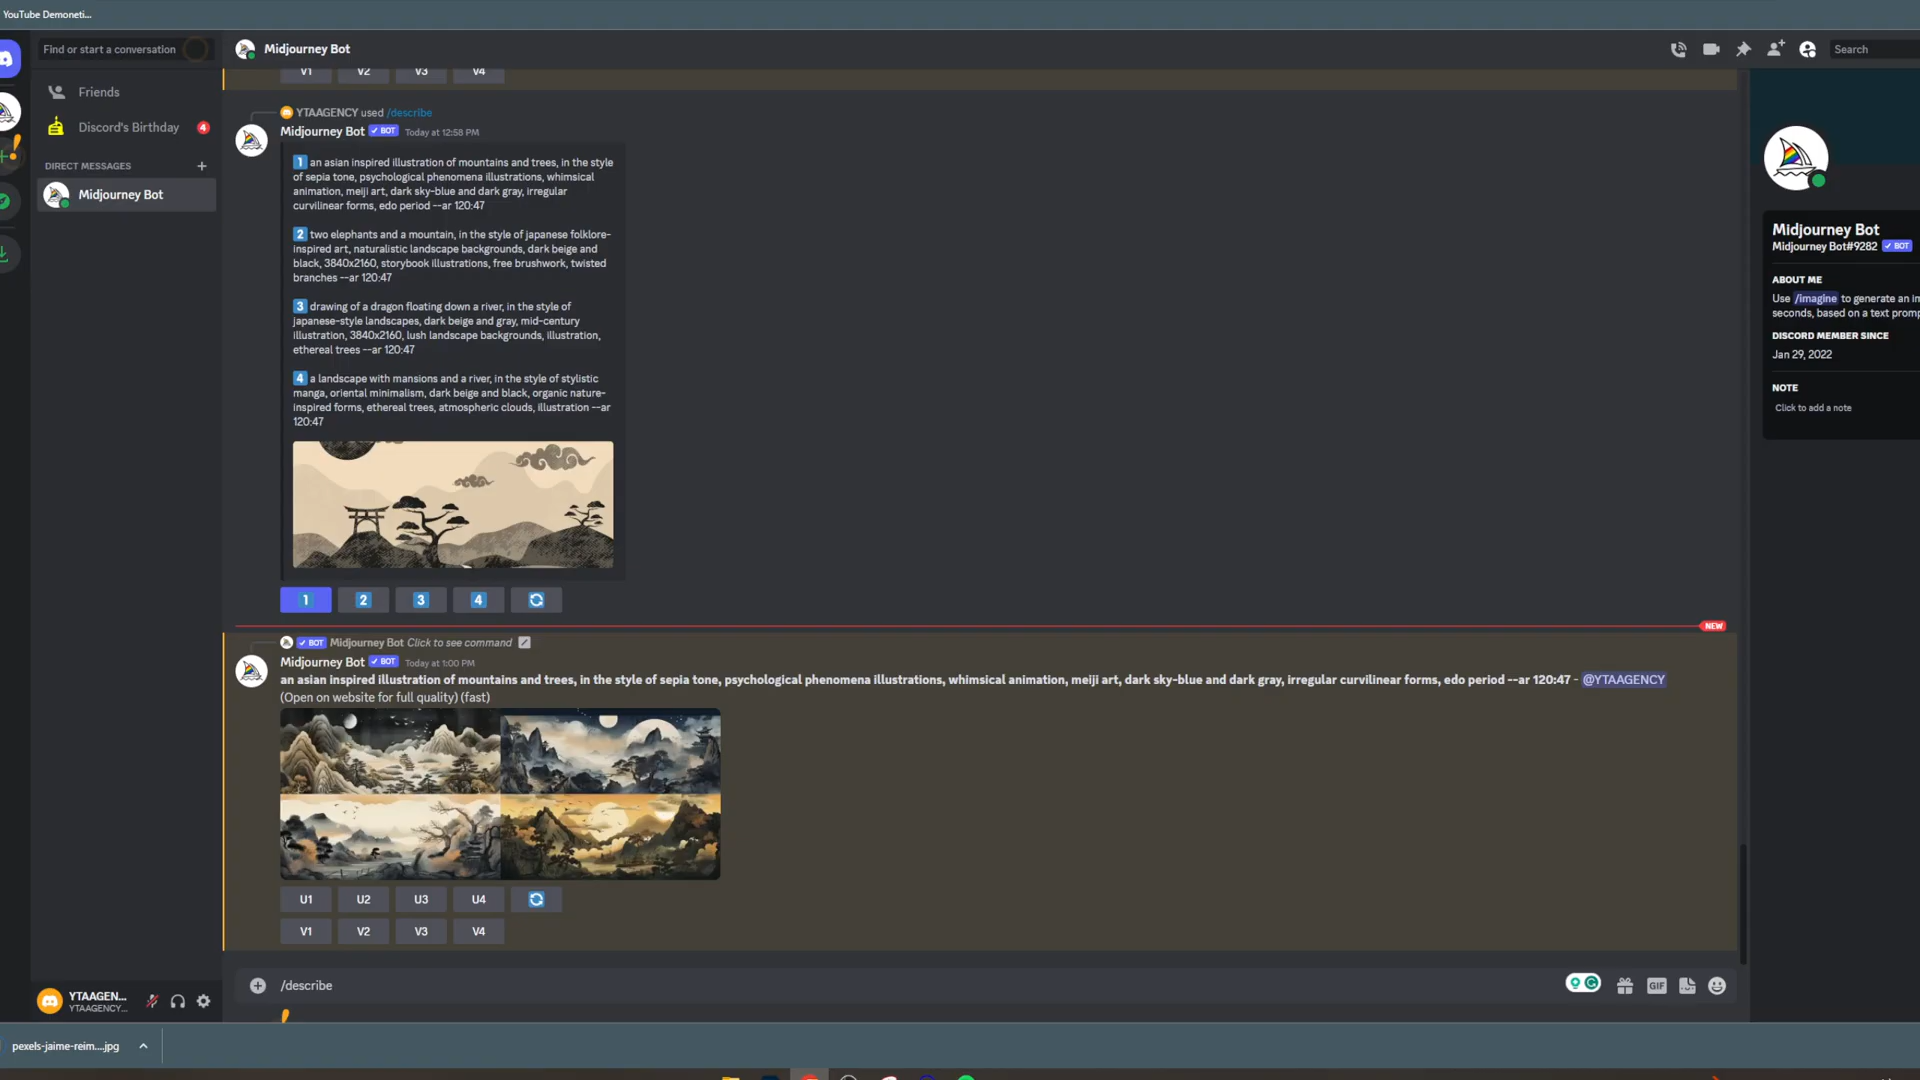 YouTube Demoneti...
Find or start a conversation
Midjourney Bot
Search
V1 V2 V3 V4
Friends
Discord's Birthday 4
DIRECT MESSAGES +
Midjourney Bot
YTAAGENCY used /describe
Midjourney Bot BOT Today at 12:58 PM
1 an asian inspired illustration of mountains and trees, in the style
of sepia tone, psychological phenomena illustrations, whimsical
animation, meiji art, dark sky-blue and dark gray, irregular
curvilinear forms, edo period --ar 120:47
2 two elephants and a mountain, in the style of japanese folklore-
inspired art, naturalistic landscape backgrounds, dark beige and
black, 3840x2160, storybook illustrations, free brushwork, twisted
branches --ar 120:47
3 drawing of a dragon floating down a river, in the style of
japanese-style landscapes, dark beige and gray, mid-century
illustration, 3840x2160, lush landscape backgrounds, illustration,
ethereal trees --ar 120:47
4 a landscape with mansions and a river, in the style of stylistic
manga, oriental minimalism, dark beige and black, organic nature-
inspired forms, ethereal trees, atmospheric clouds, illustration --ar
120:47
1 2 3 4
NEW
BOT Midjourney Bot Click to see command
Midjourney Bot BOT Today at 1:00 PM
an asian inspired illustration of mountains and trees, in the style of sepia tone, psychological phenomena illustrations, whimsical animation, meiji art, dark sky-blue and dark gray, irregular curvilinear forms, edo period --ar 120:47 - @YTAAGENCY
(Open on website for full quality) (fast)
U1 U2 U3 U4
V1 V2 V3 V4
/describe
GIF
Midjourney Bot
Midjourney Bot#9282 BOT
ABOUT ME
Use /imagine to generate an im
seconds, based on a text promp
DISCORD MEMBER SINCE
Jan 29, 2022
NOTE
Click to add a note
YTAAGEN...
YTAAGENCY...
pexels-jaime-reim....jpg